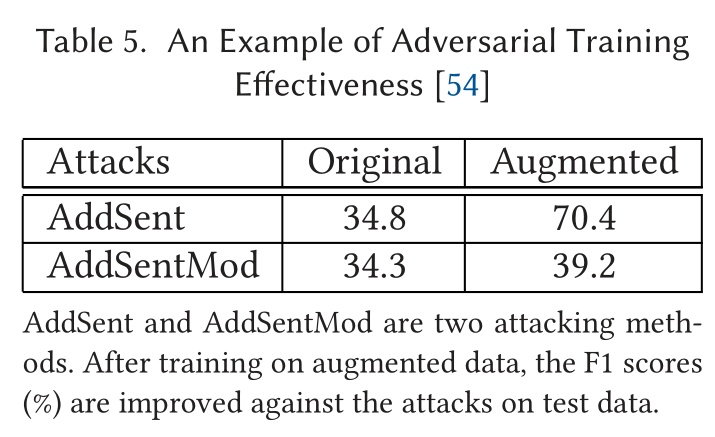 Table 5. An Example of Adversarial Training
Effectiveness [54]
Attacks Original Augmented
AddSent 34.8 70.4
AddSentMod 34.3 39.2
AddSent and AddSentMod are two attacking meth-
ods. After training on augmented data, the F1 scores
(%) are improved against the attacks on test data.